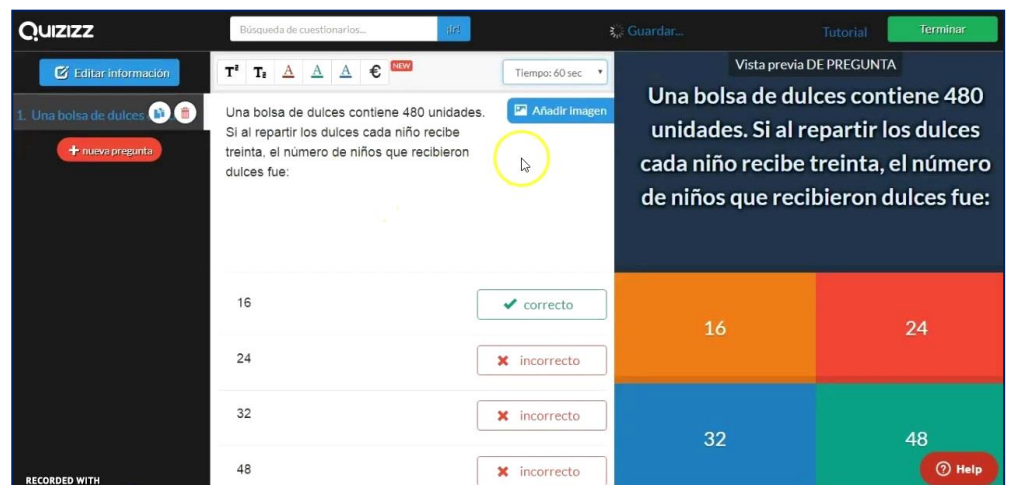 Quizizz
Búsqueda de cuestionarios...
¡Ir!
Guardar...
Tutorial
Terminar
Editar información
NEW
Tiempo: 60 sec
Vista previa DE PREGUNTA
1. Una bolsa de dulces
+ nueva pregunta
Una bolsa de dulces contiene 480 unidades.
Si al repartir los dulces cada niño recibe
treinta, el número de niños que recibieron
dulces fue:
Añadir imagen
Una bolsa de dulces contiene 480
unidades. Si al repartir los dulces
cada niño recibe treinta, el número
de niños que recibieron dulces fue:
16
correcto
24
incorrecto
32
incorrecto
48
incorrecto
16
24
32
48
Help
RECORDED WITH